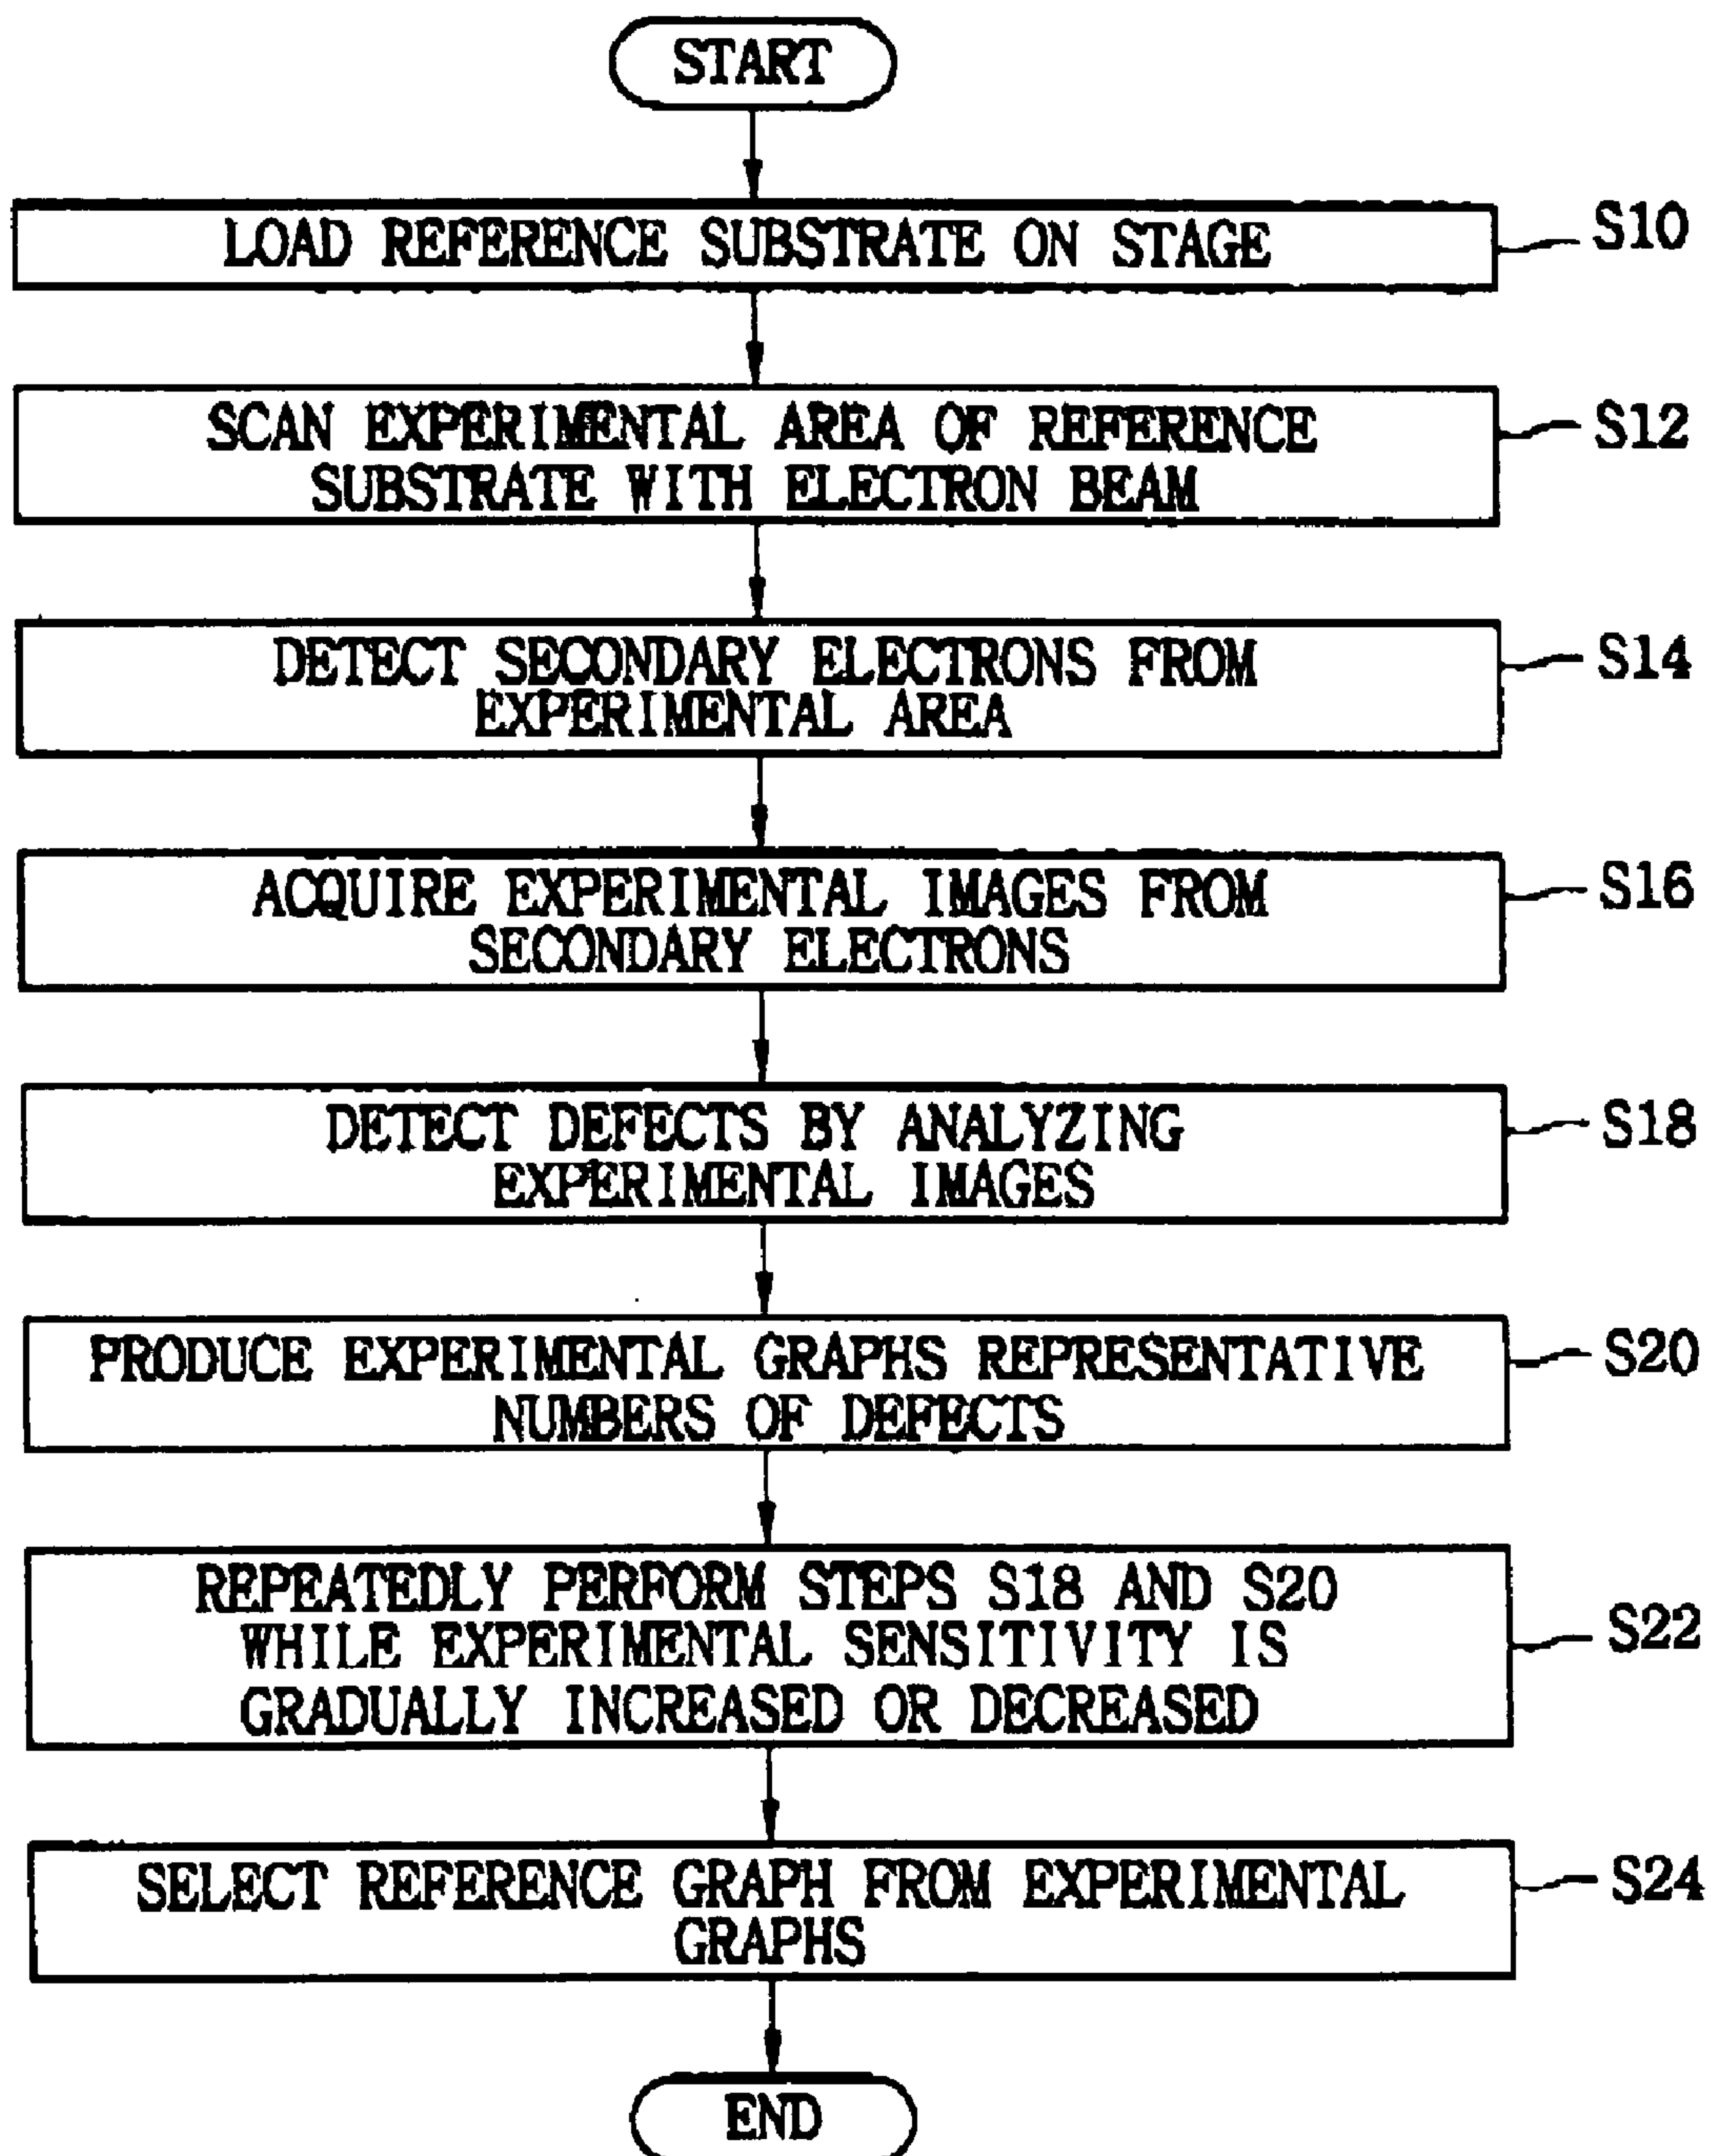 START
LOAD REFERENCE SUBSTRATE ON STAGE
S10
SCAN EXPERIMENTAL AREA OF REFERENCE
SUBSTRATE WITH ELECTRON BEAM
S12
DETECT SECONDARY ELECTRONS FROM
EXPERIMENTAL AREA
S14
ACQUIRE EXPERIMENTAL IMAGES FROM
SECONDARY ELECTRONS
S16
DETECT DEFECTS BY ANALYZING
EXPERIMENTAL IMAGES
S18
PRODUCE EXPERIMENTAL GRAPHS REPRESENTATIVE
NUMBERS OF DEFECTS
S20
REPEATEDLY PERFORM STEPS S18 AND S20
WHILE EXPERIMENTAL SENSITIVITY IS
GRADUALLY INCREASED OR DECREASED
S22
SELECT REFERENCE GRAPH FROM EXPERIMENTAL
GRAPHS
S24
END